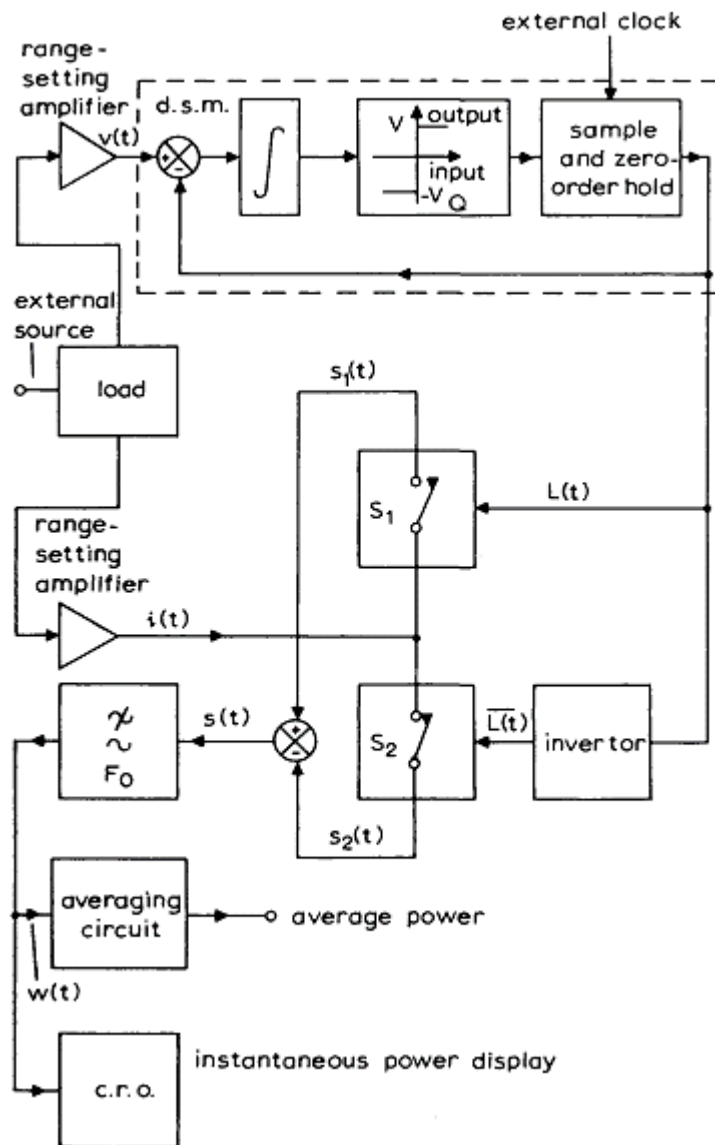 external clock
range-
setting
amplifier
d.s.m.
v(t)
+
-
∫
V
output
input
-V
Q
sample
and zero-
order hold
external
source
load
s1(t)
S1
L(t)
range-
setting
amplifier
i(t)
s(t)
+
-
F0
S2
L(t)
invertor
s2(t)
averaging
circuit
average power
w(t)
c.r.o.
instantaneous power display